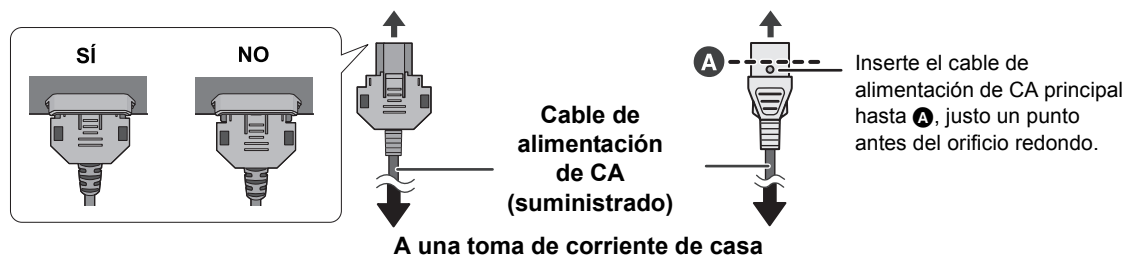 SÍ
NO
Cable de
alimentación
de CA
(suministrado)
A
Inserte el cable de
alimentación de CA principal
hasta A, justo un punto
antes del orificio redondo.
A una toma de corriente de casa